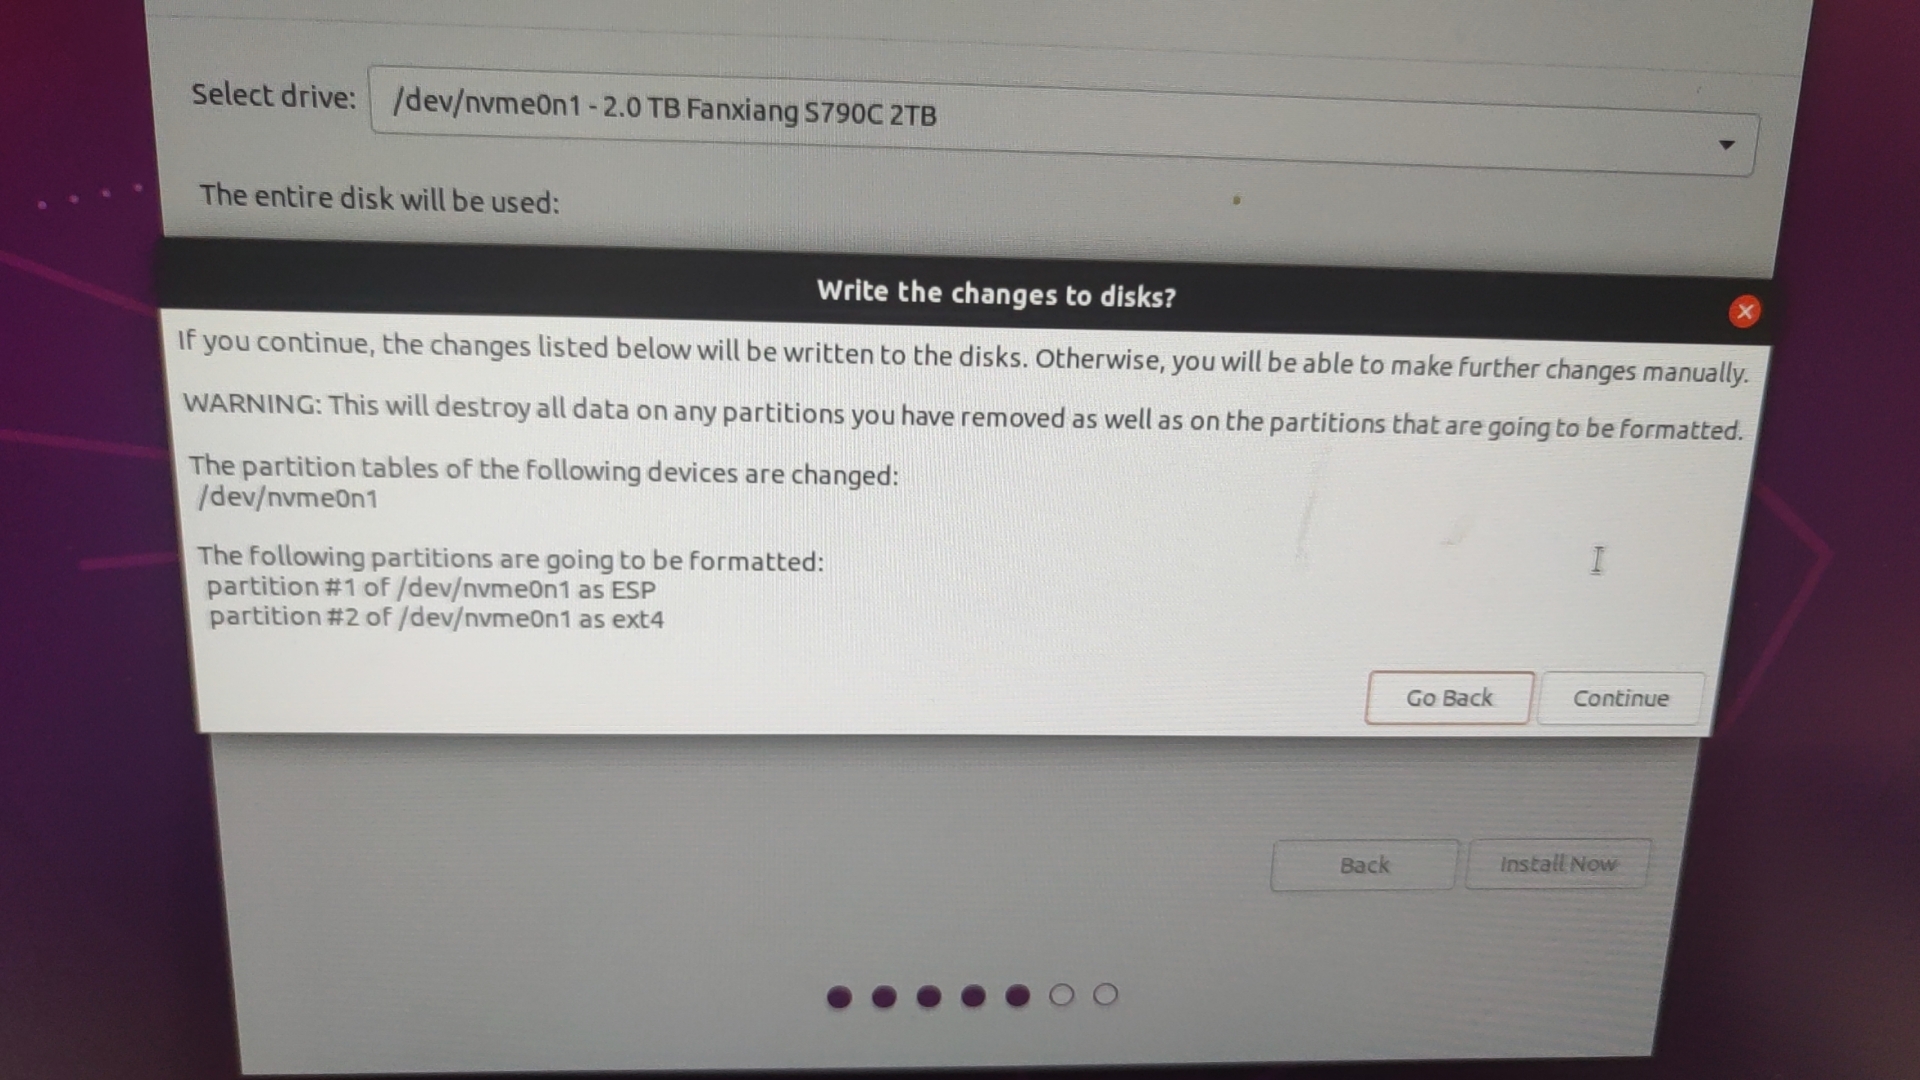 Select drive: /dev/nvme0n1 - 2.0 TB Fanxiang S790C 2TB
The entire disk will be used:
Write the changes to disks?
If you continue, the changes listed below will be written to the disks. Otherwise, you will be able to make further changes manually.
WARNING: This will destroy all data on any partitions you have removed as well as on the partitions that are going to be formatted.
The partition tables of the following devices are changed:
/dev/nvme0n1
The following partitions are going to be formatted:
partition #1 of /dev/nvme0n1 as ESP
partition #2 of /dev/nvme0n1 as ext4
Go Back Continue
Back Install Now